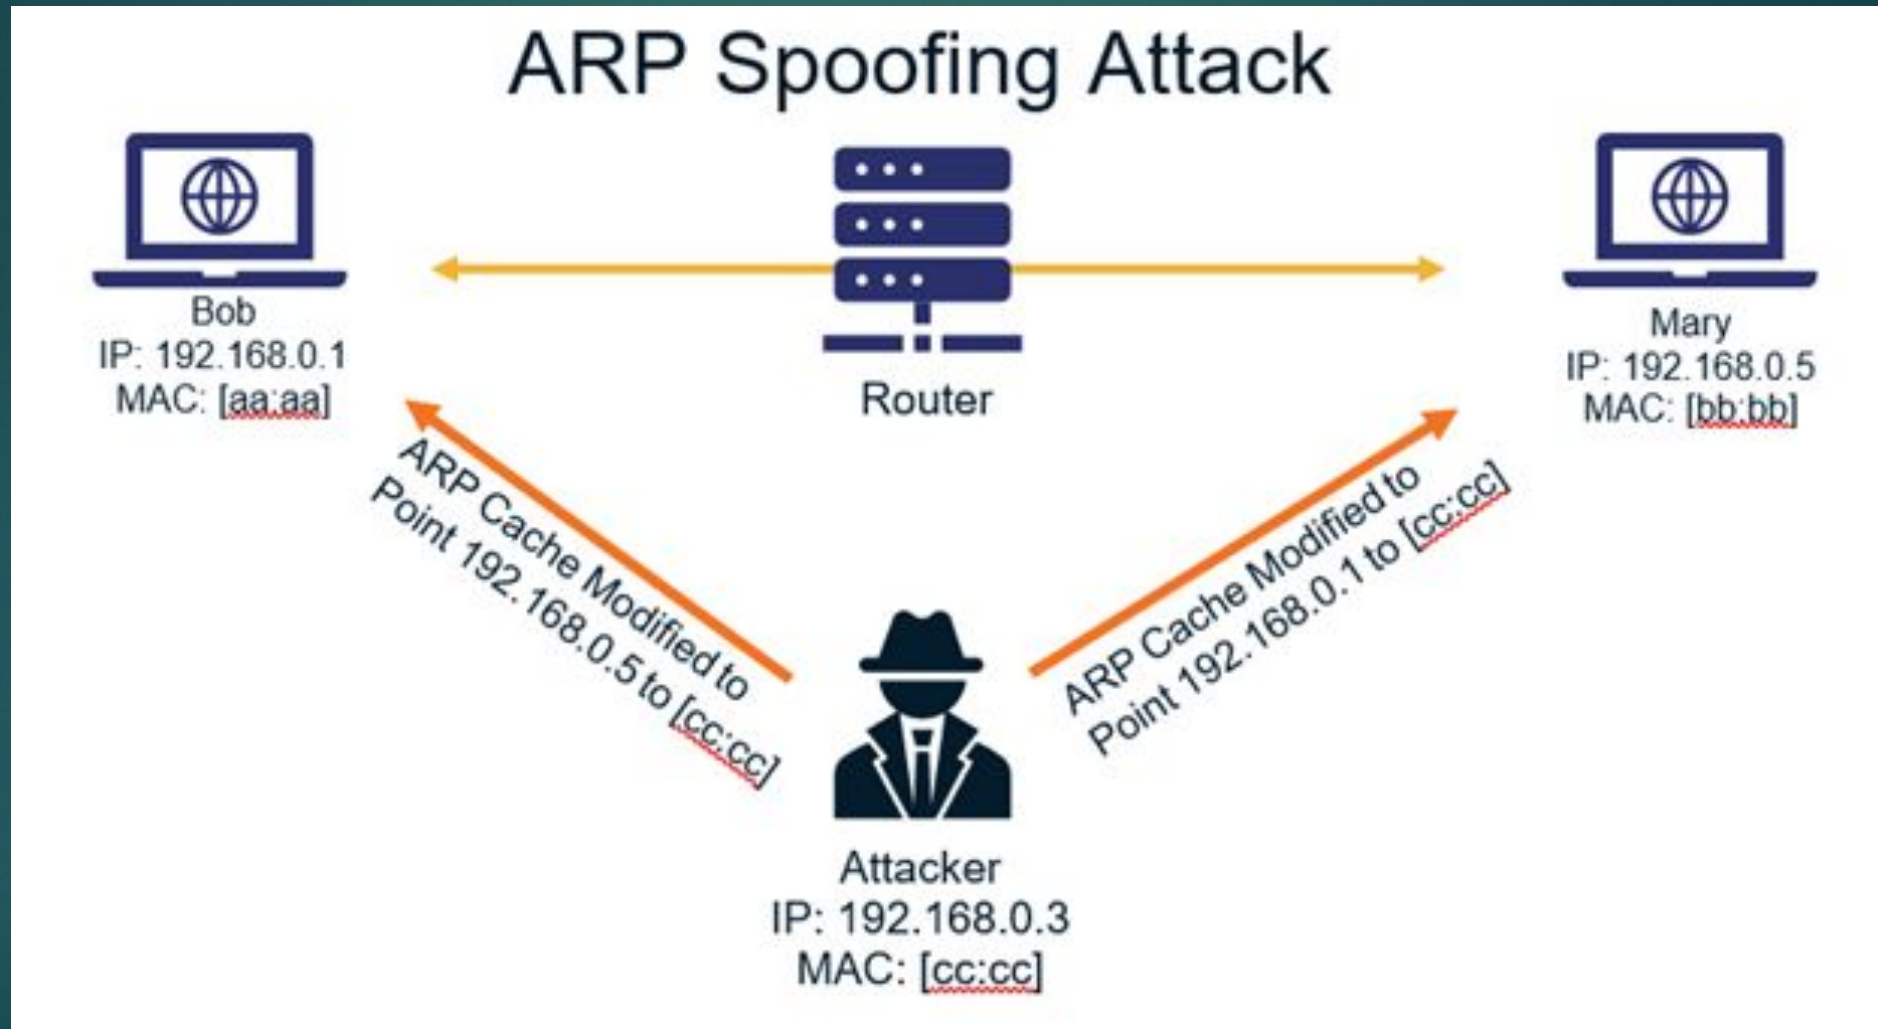 ARP Spoofing Attack
Bob
IP: 192.168.0.1
MAC: [aa:aa]
Router
Mary
IP: 192.168.0.5
MAC: [bb:bb]
ARP Cache Modified to
Point 192.168.0.5 to [cc:cc]
ARP Cache Modified to
Point 192.168.0.1 to [cc:cc]
Attacker
IP: 192.168.0.3
MAC: [cc:cc]